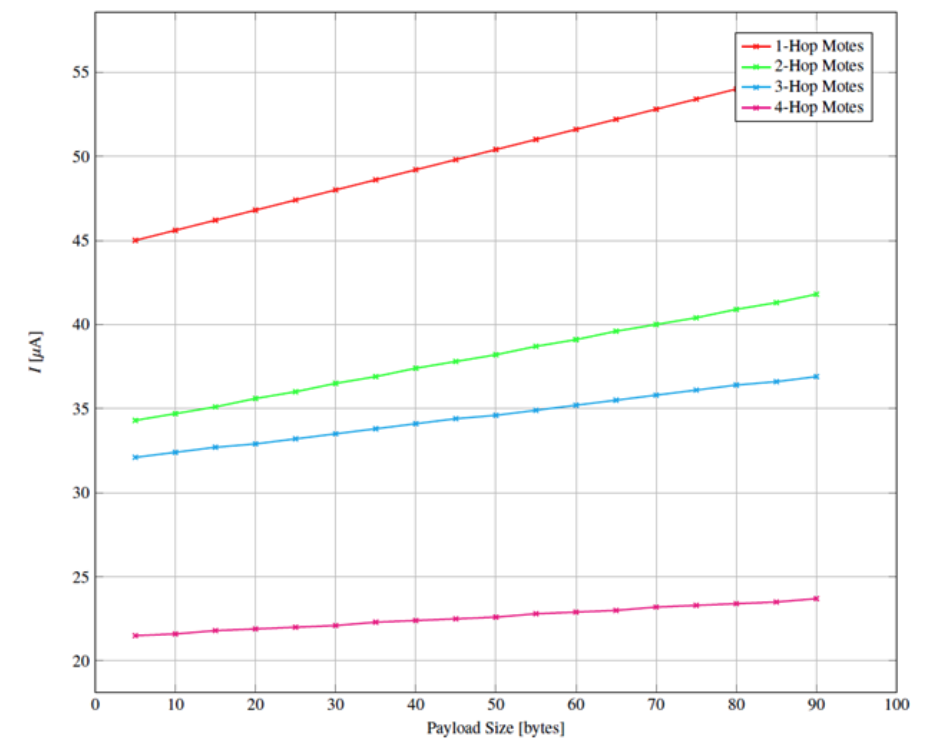 1-Hop Motes
2-Hop Motes
3-Hop Motes
4-Hop Motes
55
50
45
40
35
30
25
20
I [μA]
0 10 20 30 40 50 60 70 80 90 100
Payload Size [bytes]